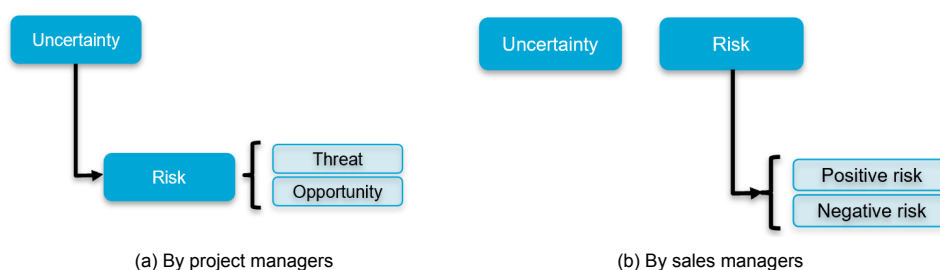 Uncertainty
Risk
Threat
Opportunity
(a) By project managers
Uncertainty
Risk
Positive risk
Negative risk
(b) By sales managers